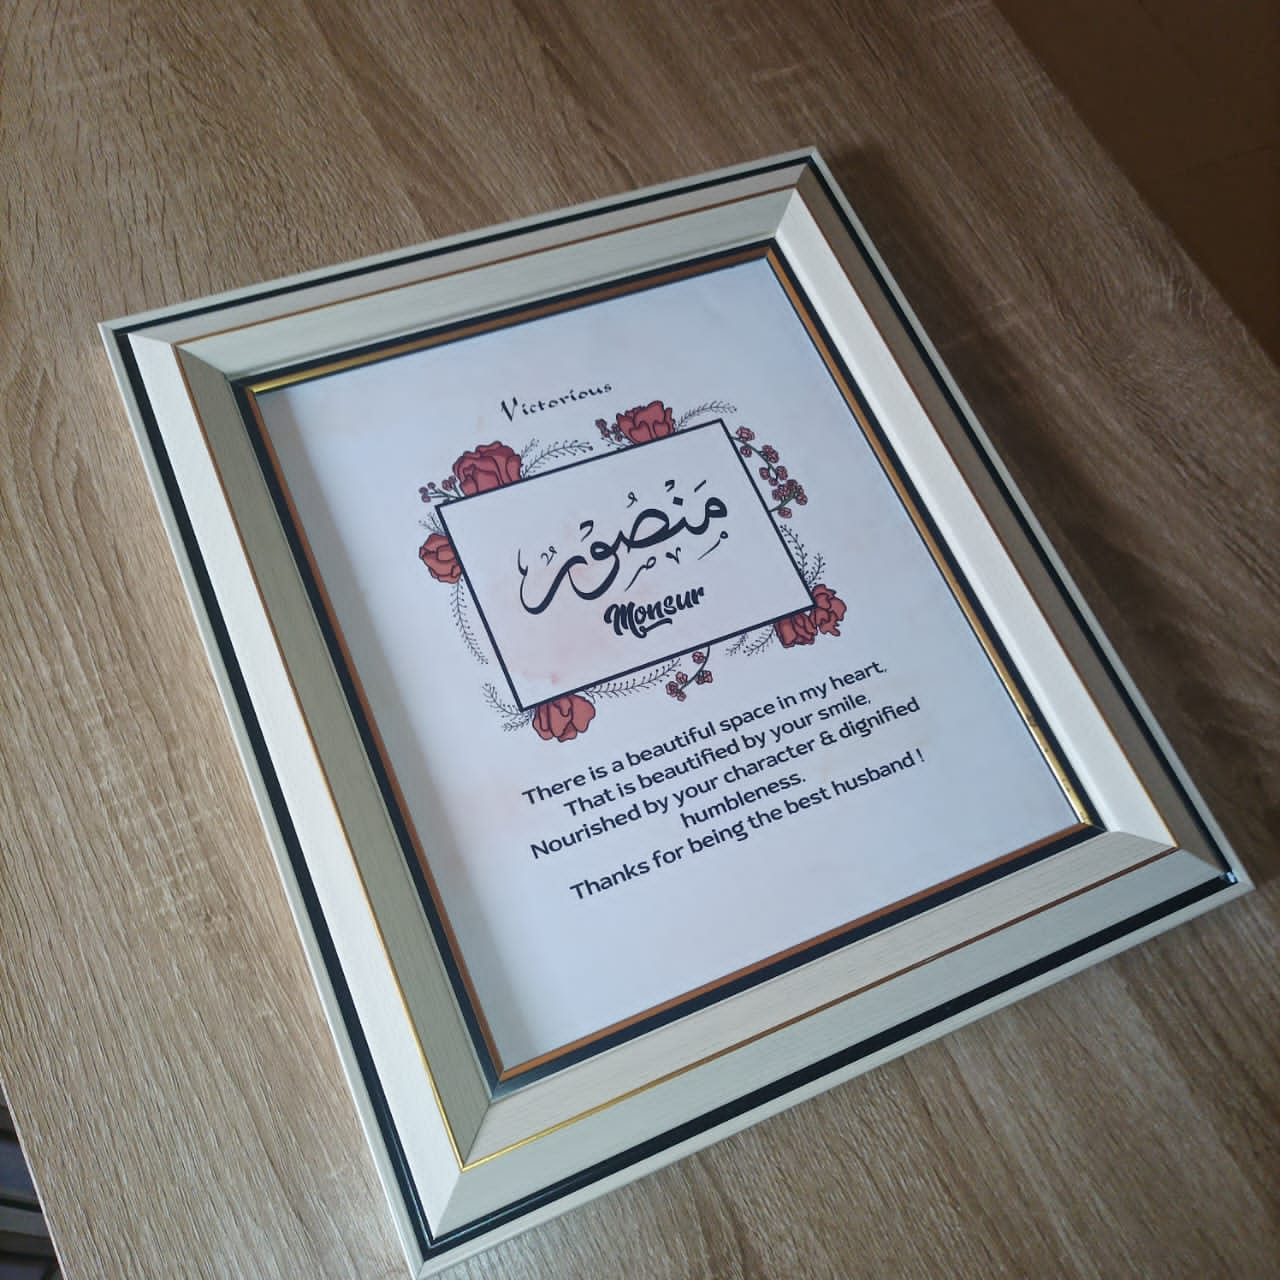 Victorious
مَنْصُوْرٌ
Monsur
There is a beautiful space in my heart,
That is beautified by your smile,
Nourished by your character & dignified
humbleness.
Thanks for being the best husband !